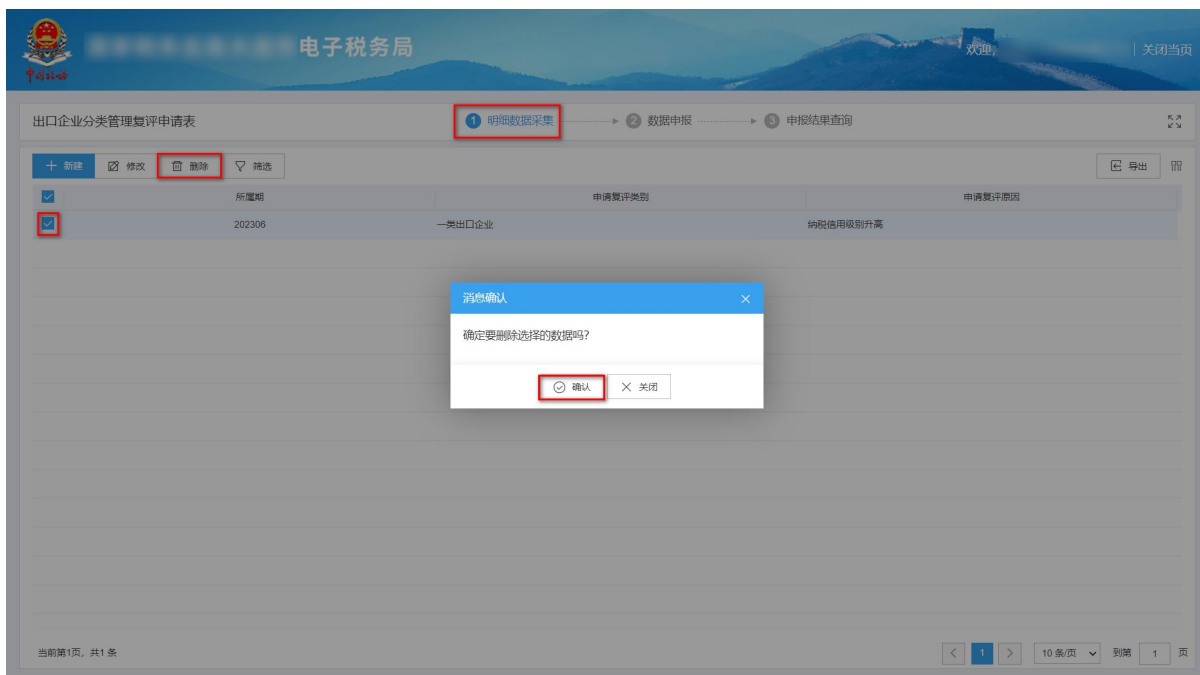 电子税务局
欢迎,
关闭当页
中国税务
出口企业分类管理复评申请表
1 明细数据采集
2 数据申报
3 申报结果查询
新建 修改 删除 筛选 导出
所属期 申请复评类别 申请复评原因
202306 一类出口企业 纳税信用级别升高
消息确认
确定要删除选择的数据吗?
确认 关闭
当前第1页, 共1 条
1 10 条/页 到第 1 页